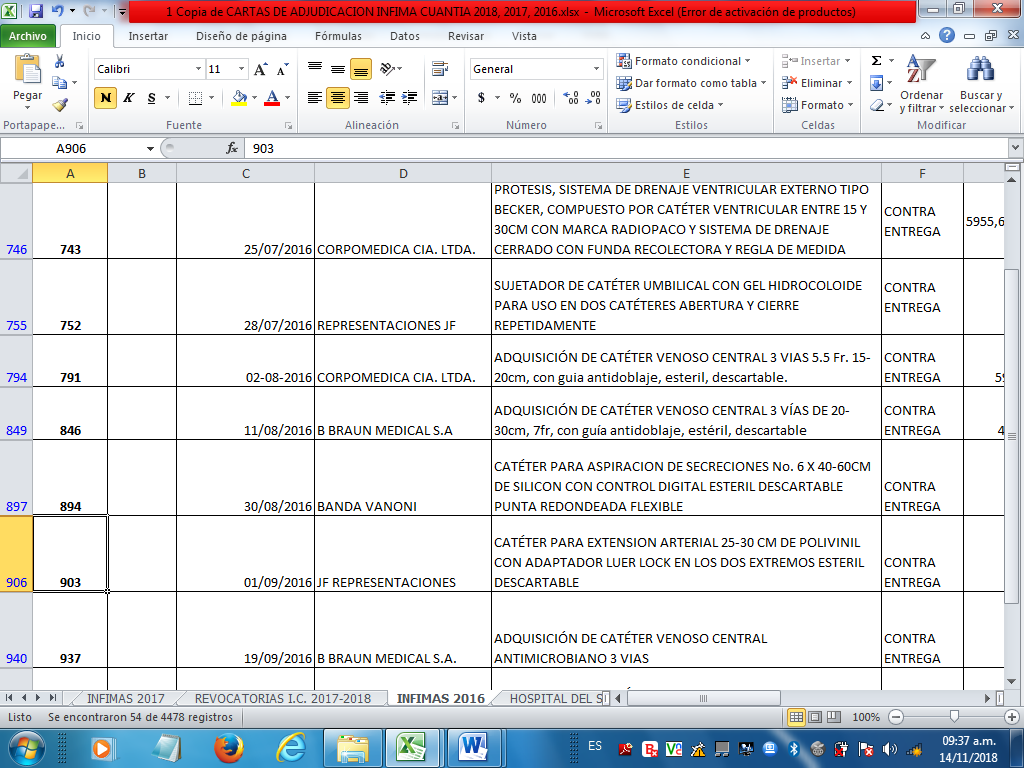 1 Copia de CARTAS DE ADJUDICACION INFIMA CUANTIA 2018, 2017, 2016.xlsx - Microsoft Excel (Error de activación de productos)
Archivo Inicio Insertar Diseño de página Fórmulas Datos Revisar Vista
Pegar
Portapape...
Calibri 11
N K S
Fuente
Alineación
General
$ % 000
Número
Formato condicional
Dar formato como tabla
Estilos de celda
Estilos
Insertar
Eliminar
Formato
Celdas
Σ
Ordenar y filtrar
Buscar y seleccionar
Modificar
A906 fx 903
A B C D E F
PROTESIS, SISTEMA DE DRENAJE VENTRICULAR EXTERNO TIPO
BECKER, COMPUESTO POR CATÉTER VENTRICULAR ENTRE 15 Y
30CM CON MARCA RADIOPACO Y SISTEMA DE DRENAJE
746 743 25/07/2016 CORPOMEDICA CIA. LTDA. CERRADO CON FUNDA RECOLECTORA Y REGLA DE MEDIDA
CONTRA
ENTREGA
5955,6
SUJETADOR DE CATÉTER UMBILICAL CON GEL HIDROCOLOIDE
PARA USO EN DOS CATÉTERES ABERTURA Y CIERRE
755 752 28/07/2016 REPRESENTACIONES JF REPETIDAMENTE
CONTRA
ENTREGA
ADQUISICIÓN DE CATÉTER VENOSO CENTRAL 3 VIAS 5.5 Fr. 15- CONTRA
794 791 02-08-2016 CORPOMEDICA CIA. LTDA. 20cm, con guia antidoblaje, esteril, descartable. ENTREGA 59
ADQUISICIÓN DE CATÉTER VENOSO CENTRAL 3 VÍAS DE 20- CONTRA
849 846 11/08/2016 B BRAUN MEDICAL S.A 30cm, 7fr, con guía antidoblaje, estéril, descartable ENTREGA 4
CATÉTER PARA ASPIRACION DE SECRECIONES No. 6 X 40-60CM
DE SILICON CON CONTROL DIGITAL ESTERIL DESCARTABLE CONTRA
897 894 30/08/2016 BANDA VANONI PUNTA REDONDEADA FLEXIBLE ENTREGA
CATÉTER PARA EXTENSION ARTERIAL 25-30 CM DE POLIVINIL
CON ADAPTADOR LUER LOCK EN LOS DOS EXTREMOS ESTERIL CONTRA
906 903 01/09/2016 JF REPRESENTACIONES DESCARTABLE ENTREGA
ADQUISICIÓN DE CATÉTER VENOSO CENTRAL CONTRA
940 937 19/09/2016 B BRAUN MEDICAL S.A. ANTIMICROBIANO 3 VIAS ENTREGA
INFIMAS 2017 REVOCATORIAS I.C. 2017-2018 INFIMAS 2016 HOSPITAL DEL S
Listo Se encontraron 54 de 4478 registros 100%
ES
09:37 a.m.
14/11/2018